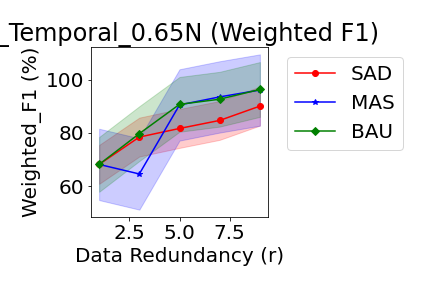 _Temporal_0.65N (Weighted F1)
SAD
MAS
BAU
Weighted_F1 (%)
100
80
60
2.5 5.0 7.5
Data Redundancy (r)